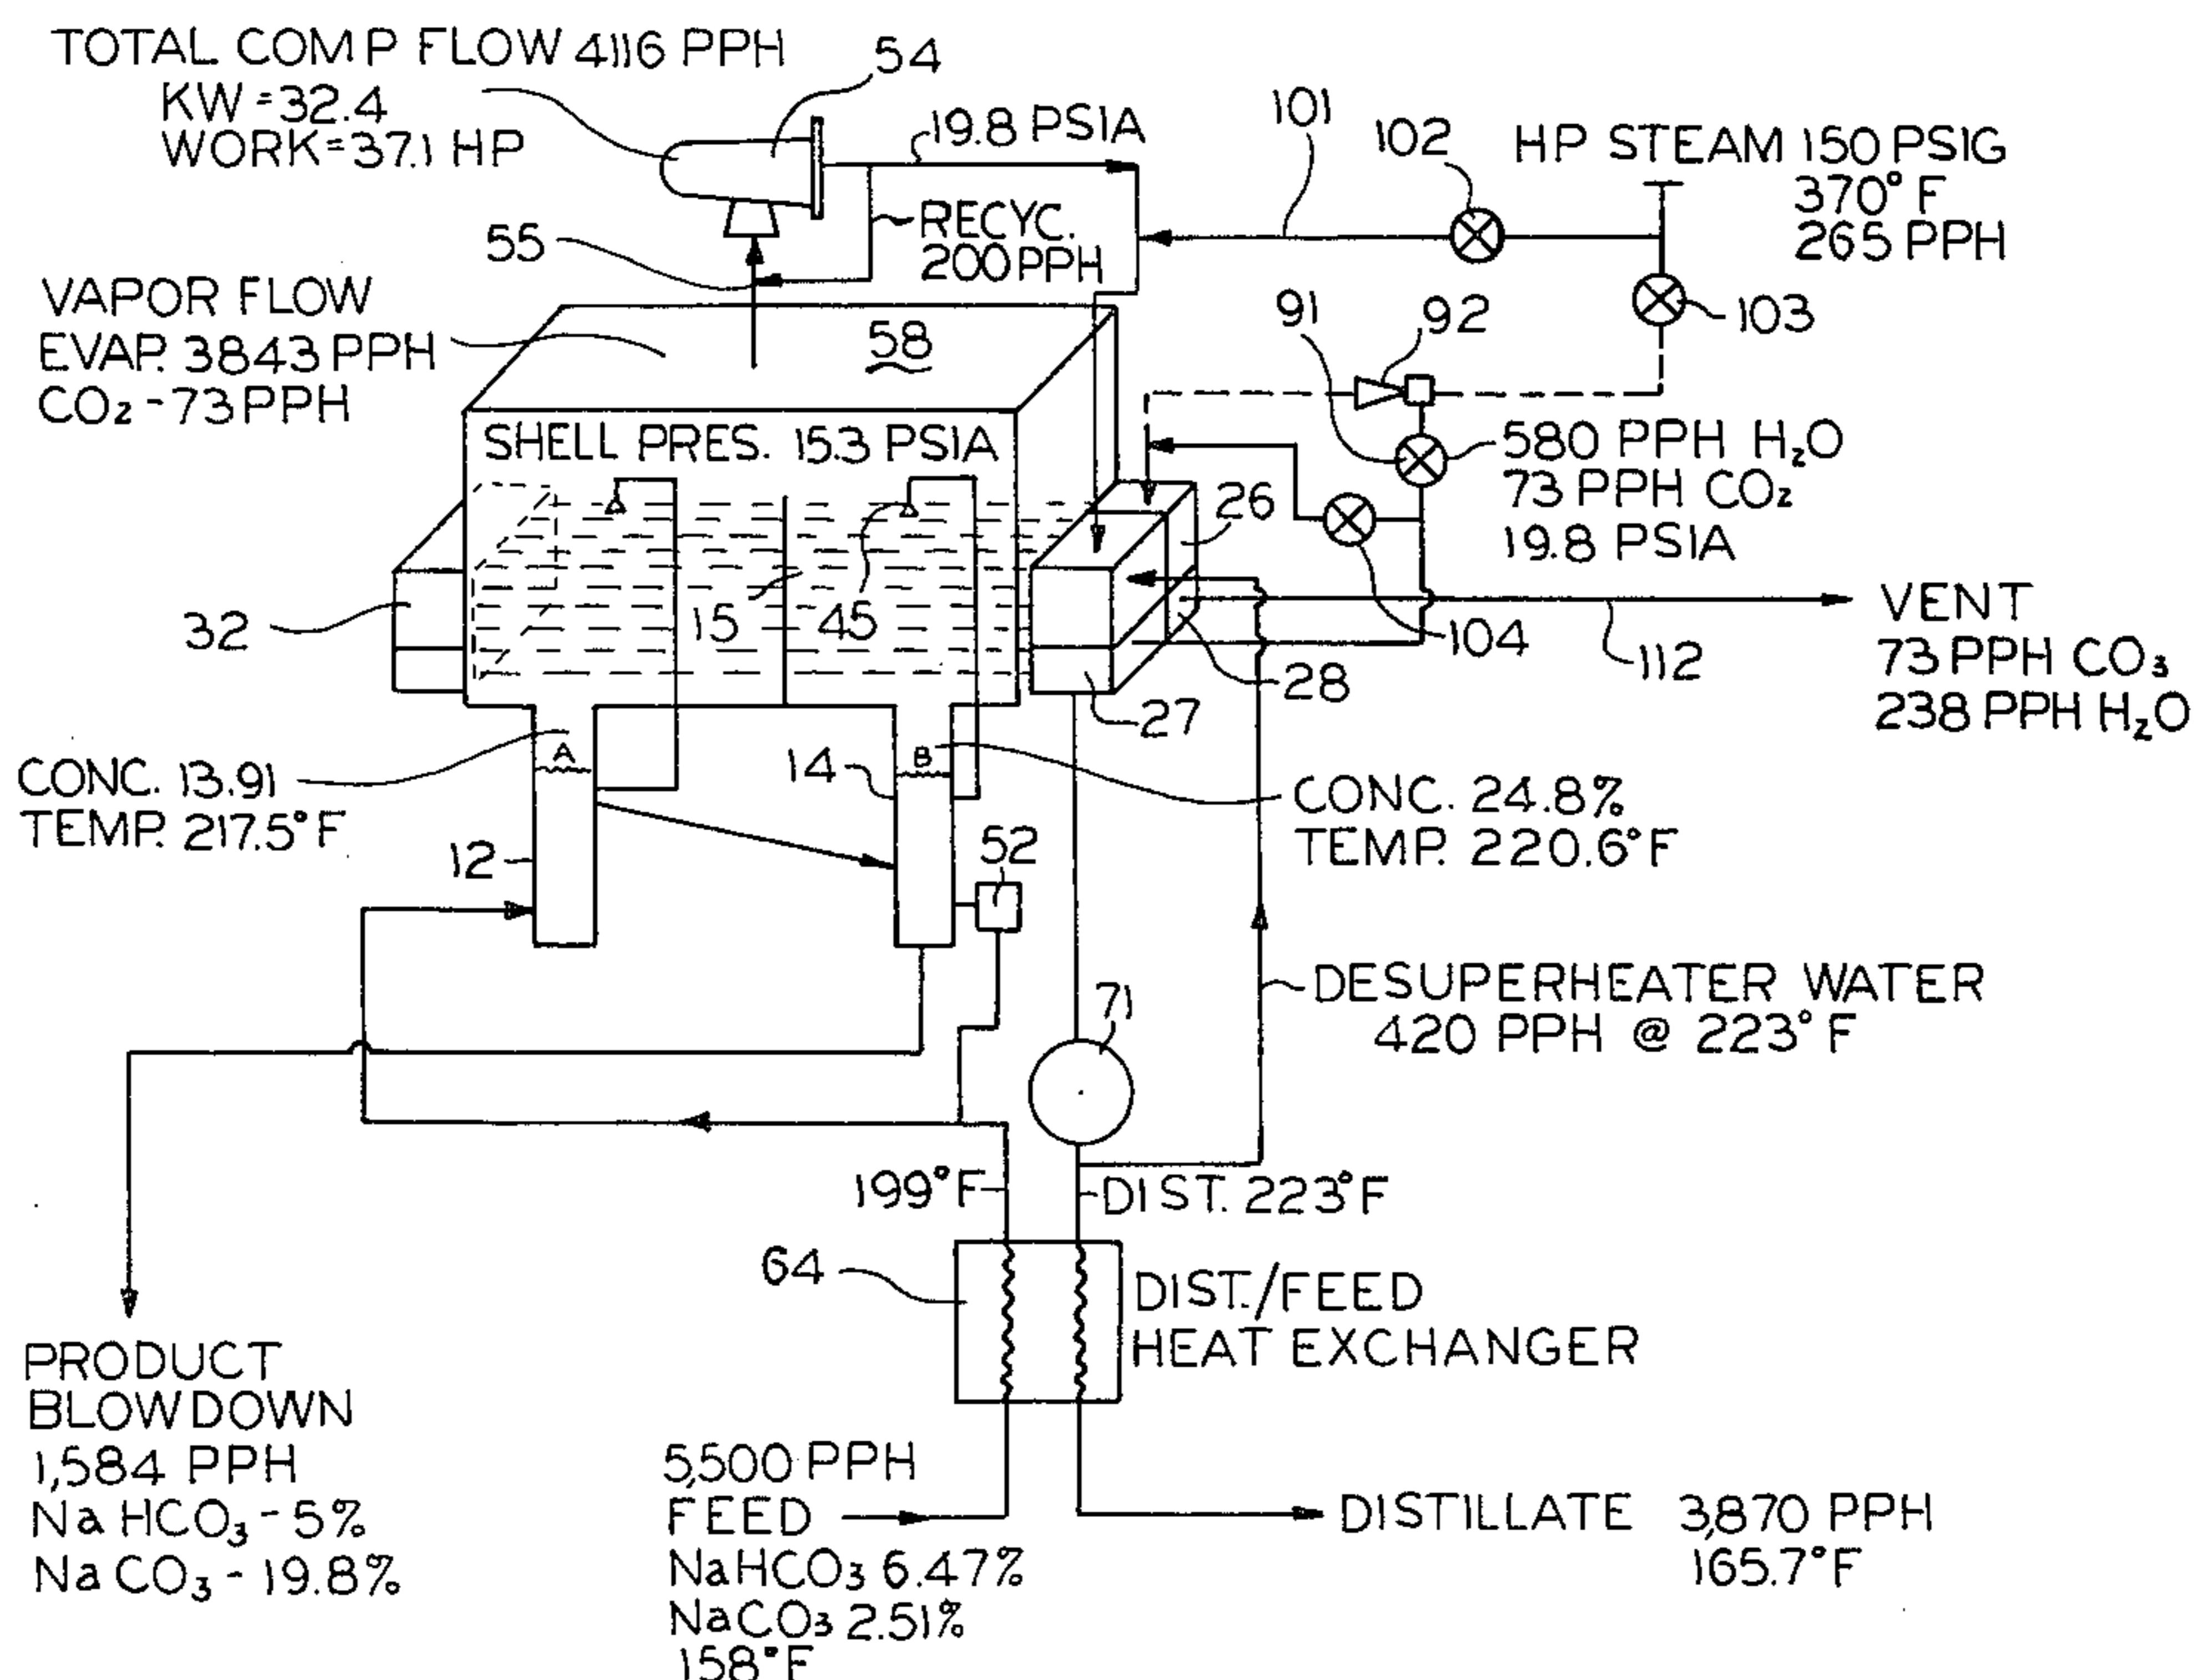 TOTAL COMP FLOW 4116 PPH
KW=32.4
WORK=37.1 HP
54
19.8 PSIA
101
102
HP STEAM 150 PSIG
370°F
265 PPH
RECYC.
200 PPH
55
VAPOR FLOW
EVAP. 3843 PPH
CO₂-73 PPH
58
91
92
103
SHELL PRES. 15.3 PSIA
580 PPH H₂O
73 PPH CO₂
19.8 PSIA
26
32
15
45
104
28
27
112
VENT
73 PPH CO₃
238 PPH H₂O
A
B
CONC. 13.91
TEMP. 217.5°F
14
CONC. 24.8%
TEMP. 220.6°F
12
52
DESUPERHEATER WATER
420 PPH @ 223°F
71
199°F
DIST. 223°F
64
DIST./FEED
HEAT EXCHANGER
PRODUCT
BLOWDOWN
1,584 PPH
NaHCO₃-5%
NaCO₃-19.8%
5,500 PPH
FEED
NaHCO₃ 6.47%
NaCO₃ 2.51%
158°F
DISTILLATE 3,870 PPH
165.7°F